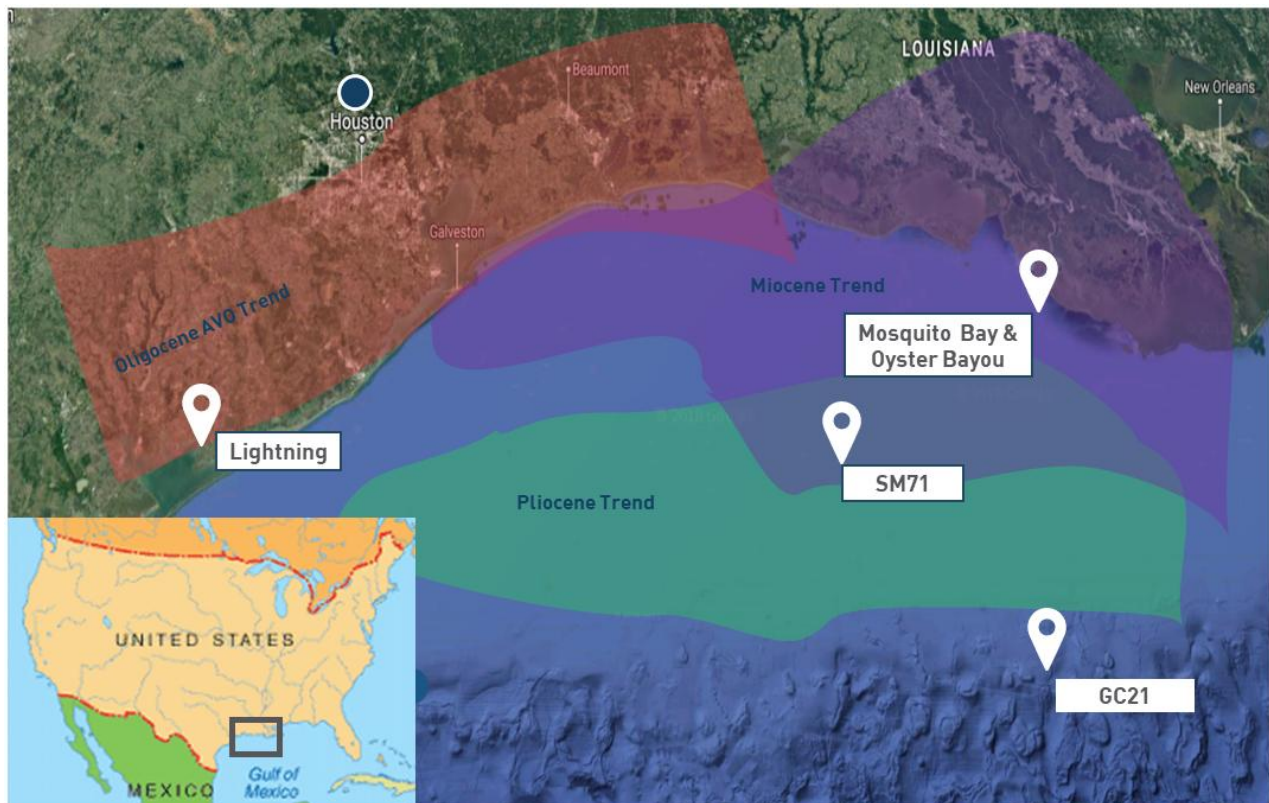 LOUISIANA
Beaumont
New Orleans
Houston
Galveston
Oligocene AVO Trend
Miocene Trend
Mosquito Bay &
Oyster Bayou
Lightning
SM71
Pliocene Trend
GC21
UNITED STATES
MEXICO
Gulf of
Mexico